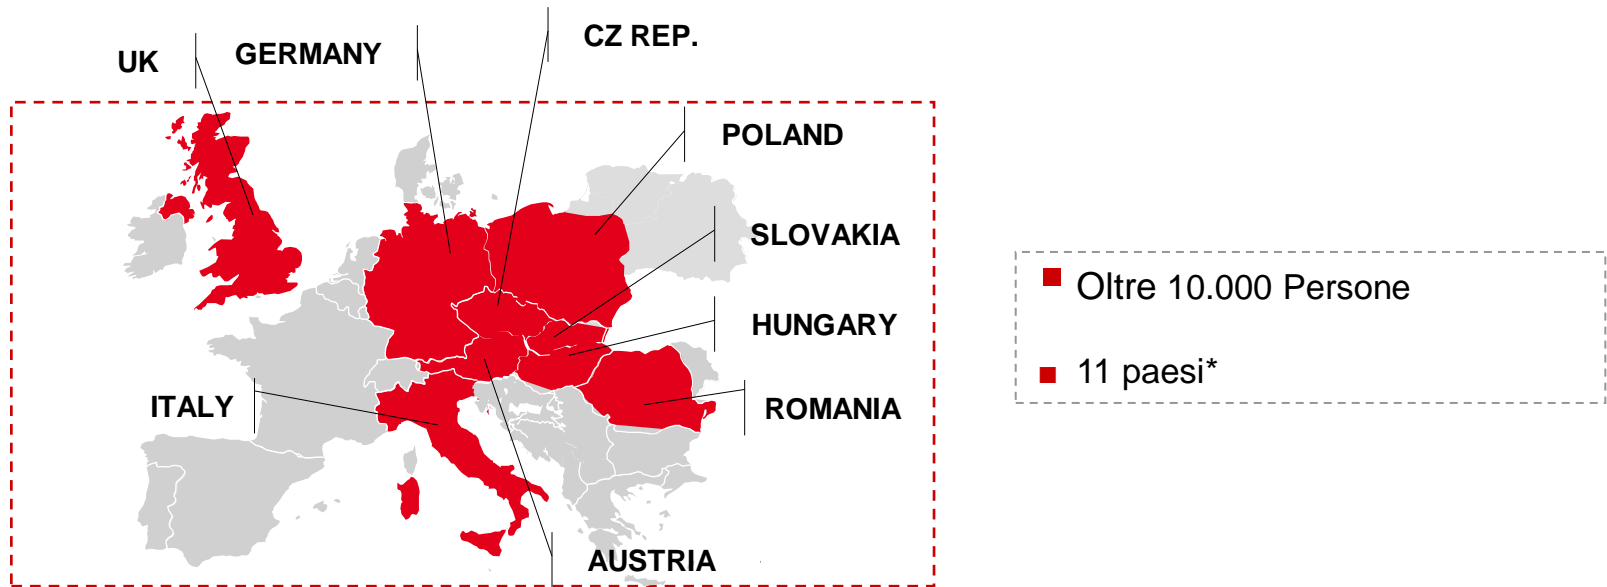 CZ REP.
UK
GERMANY
POLAND
SLOVAKIA
HUNGARY
ITALY
ROMANIA
AUSTRIA
Oltre 10.000 Persone
11 paesi*